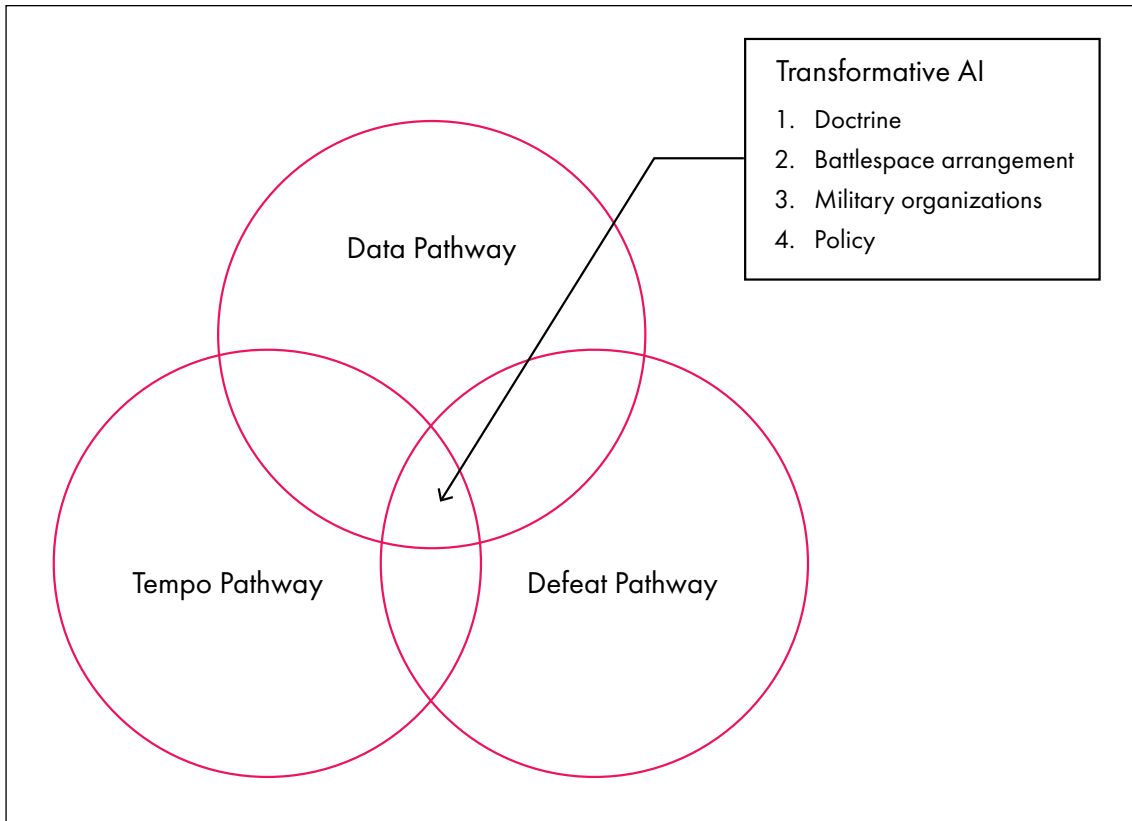 Transformative AI
1. Doctrine
2. Battlespace arrangement
3. Military organizations
4. Policy
Data Pathway
Tempo Pathway
Defeat Pathway